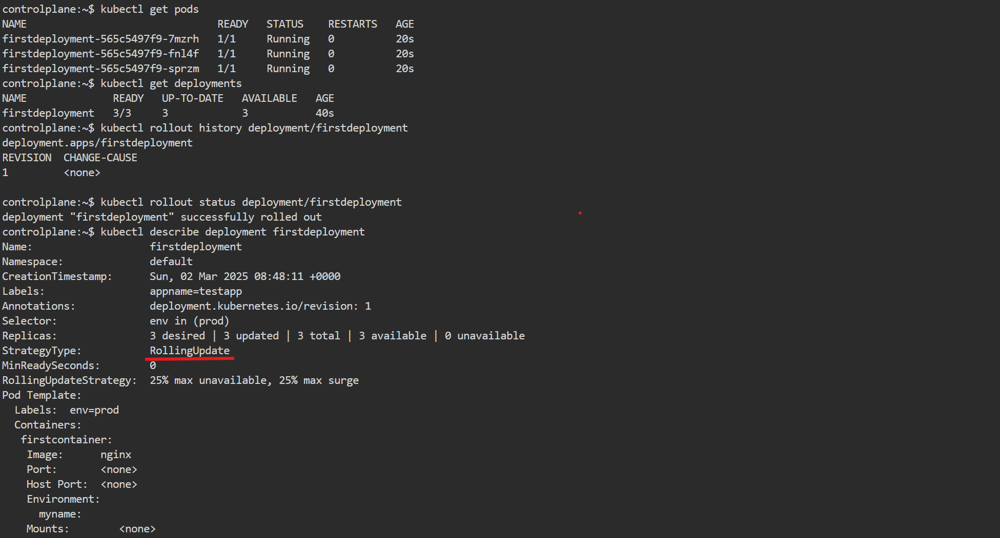 controlplane:~$ kubectl get pods
NAME                               READY   STATUS    RESTARTS   AGE
firstdeployment-565c5497f9-7mzrh   1/1     Running   0          20s
firstdeployment-565c5497f9-fnl4f   1/1     Running   0          20s
firstdeployment-565c5497f9-sprzm   1/1     Running   0          20s
controlplane:~$ kubectl get deployments
NAME              READY   UP-TO-DATE   AVAILABLE   AGE
firstdeployment   3/3     3            3           40s
controlplane:~$ kubectl rollout history deployment/firstdeployment
deployment.apps/firstdeployment
REVISION  CHANGE-CAUSE
1         <none>

controlplane:~$ kubectl rollout status deployment/firstdeployment
deployment "firstdeployment" successfully rolled out
controlplane:~$ kubectl describe deployment firstdeployment
Name:                   firstdeployment
Namespace:              default
CreationTimestamp:      Sun, 02 Mar 2025 08:48:11 +0000
Labels:                 appname=testapp
Annotations:            deployment.kubernetes.io/revision: 1
Selector:               env in (prod)
Replicas:               3 desired | 3 updated | 3 total | 3 available | 0 unavailable
StrategyType:           RollingUpdate
MinReadySeconds:        0
RollingUpdateStrategy:  25% max unavailable, 25% max surge
Pod Template:
  Labels:  env=prod
  Containers:
   firstcontainer:
    Image:      nginx
    Port:       <none>
    Host Port:  <none>
    Environment:
      myname:
    Mounts:        <none>